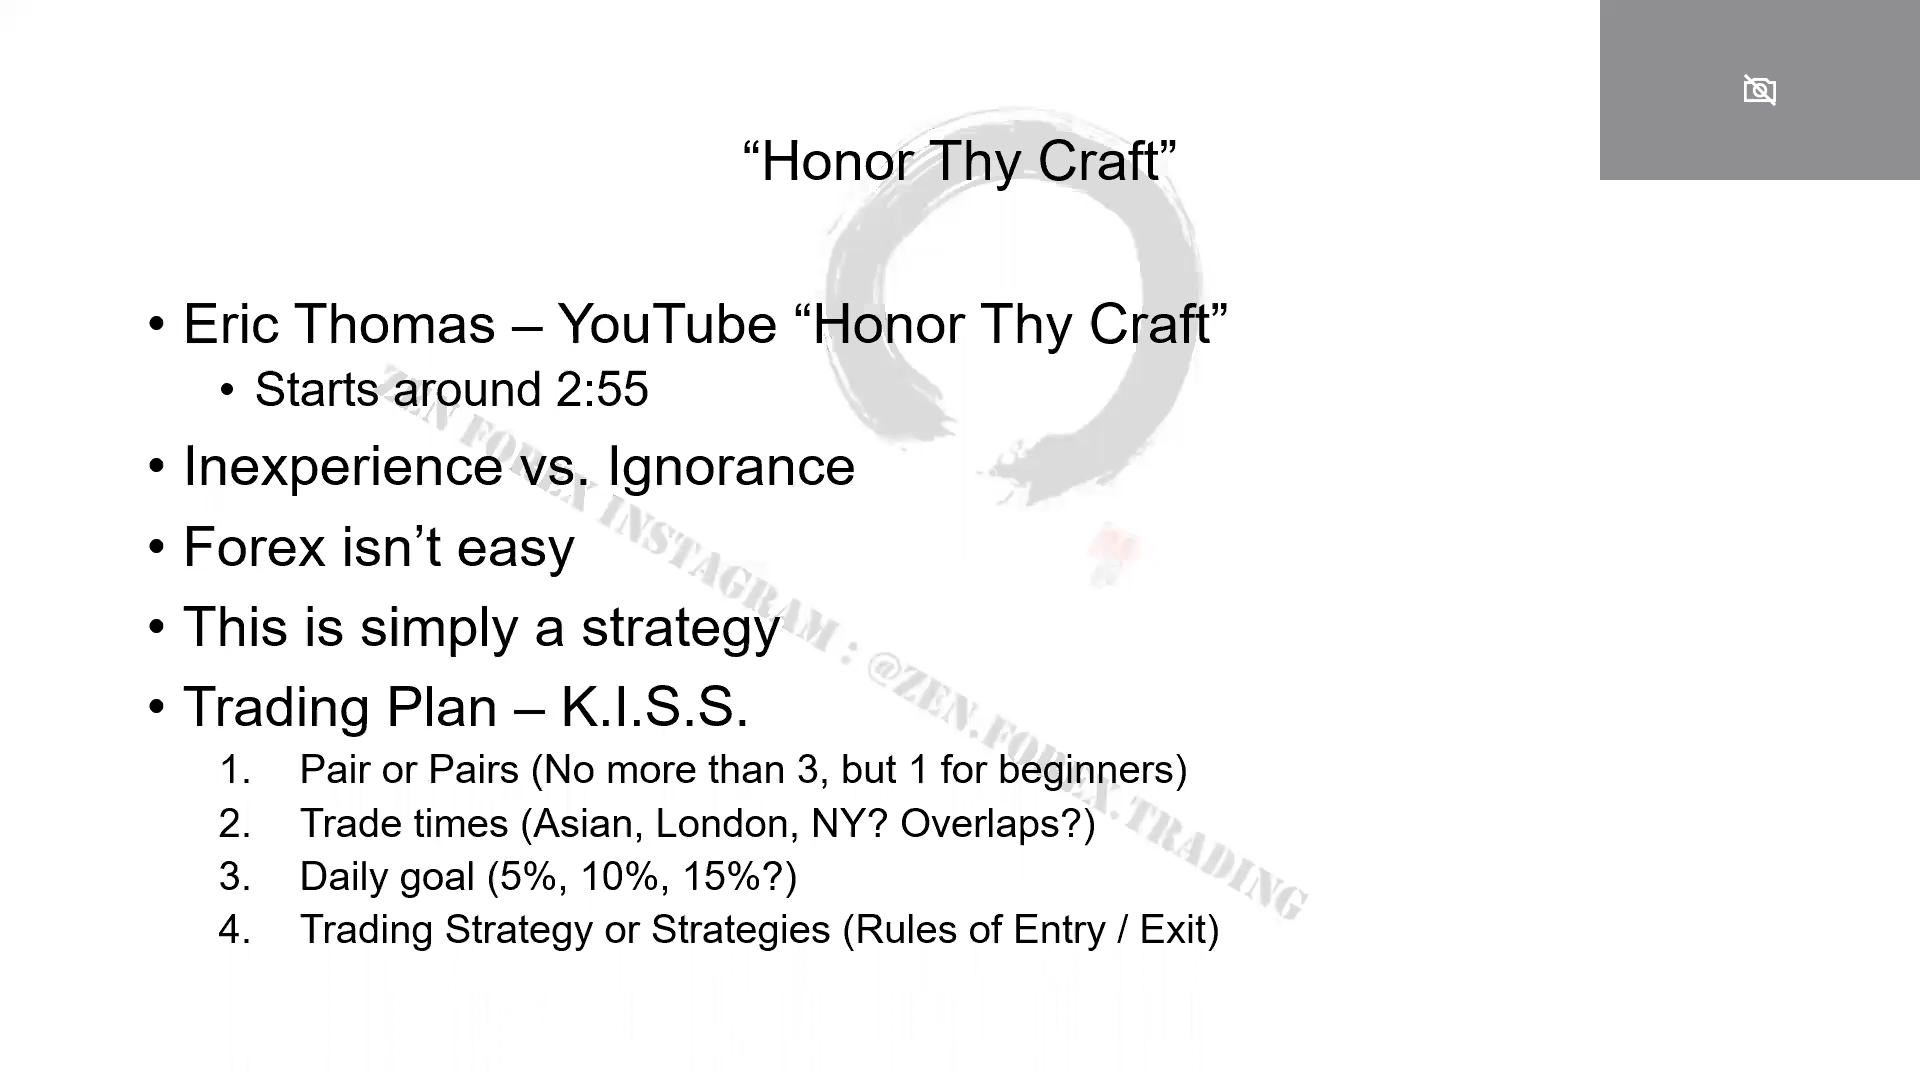 “Honor Thy Craft”
• Eric Thomas – YouTube “Honor Thy Craft”
• Starts around 2:55
• Inexperience vs. Ignorance
• Forex isn’t easy
• This is simply a strategy
• Trading Plan – K.I.S.S.
1. Pair or Pairs (No more than 3, but 1 for beginners)
2. Trade times (Asian, London, NY? Overlaps?)
3. Daily goal (5%, 10%, 15%?)
4. Trading Strategy or Strategies (Rules of Entry / Exit)
ZEN FOREX INSTAGRAM : @ZEN.FOREX.TRADING